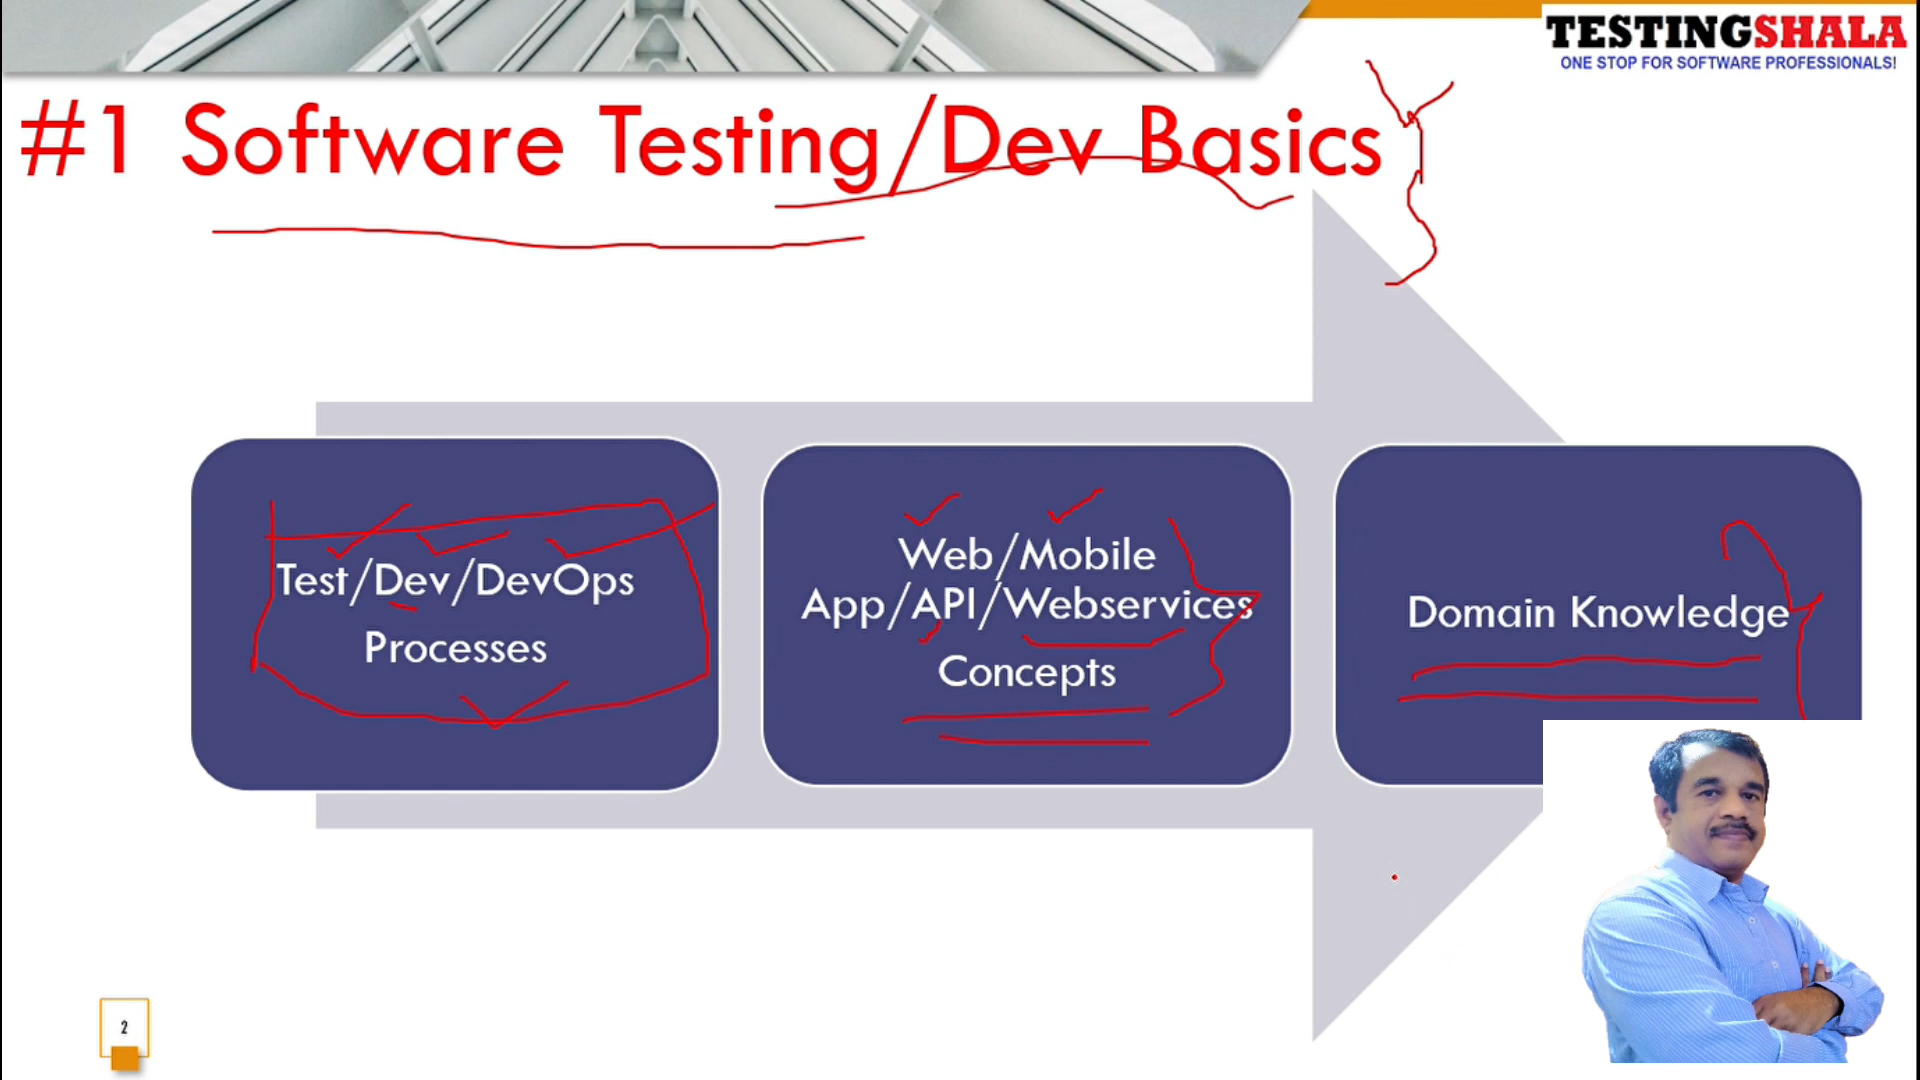 TESTINGSHALA
ONE STOP FOR SOFTWARE PROFESSIONALS!
#1 Software Testing/Dev Basics
Test/Dev/DevOps
Processes
Web/Mobile
App/API/Webservices
Concepts
Domain Knowledge
2